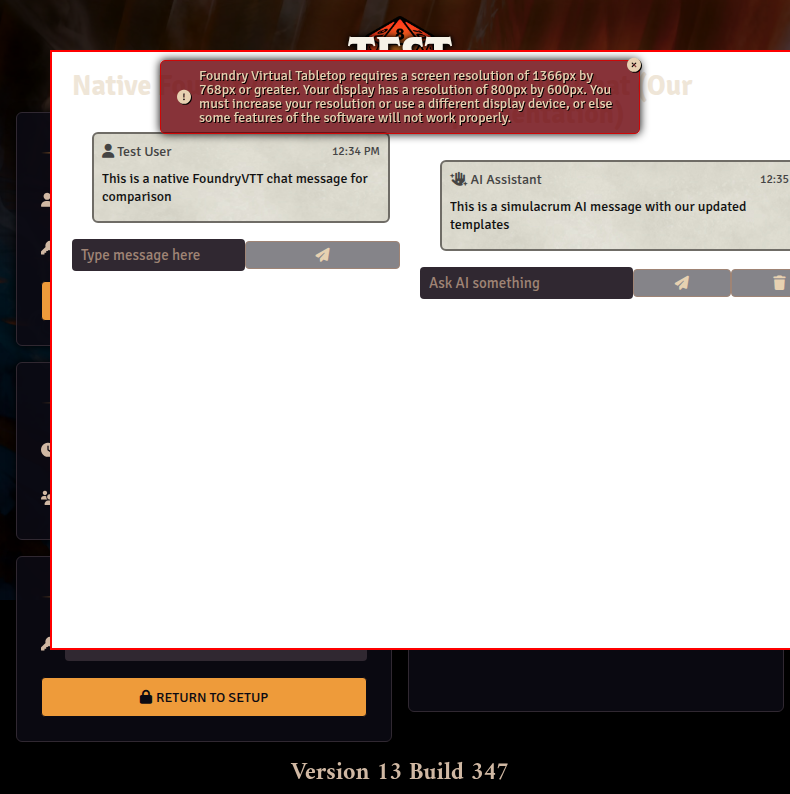 TEST
Native
(Our
Foundry Virtual Tabletop requires a screen resolution of 1366px by
768px or greater. Your display has a resolution of 800px by 600px. You
must increase your resolution or use a different display device, or else
some features of the software will not work properly.
Test User 12:34 PM
This is a native FoundryVTT chat message for
comparison
AI Assistant 12:35
This is a simulacrum AI message with our updated
templates
Type message here
Ask AI something
RETURN TO SETUP
Version 13 Build 347